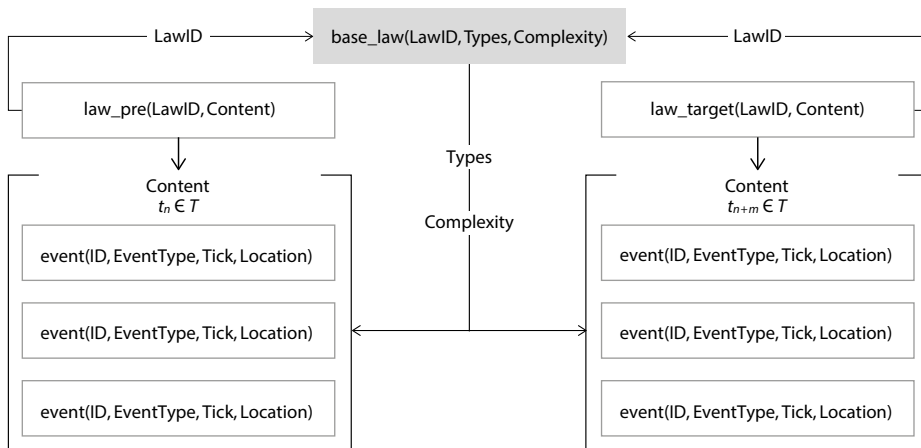 LawID
base_law(LawID, Types, Complexity)
LawID
law_pre(LawID, Content)
law_target(LawID, Content)
Types
Complexity
Content
tₙ ∈ T
event(ID, EventType, Tick, Location)
event(ID, EventType, Tick, Location)
event(ID, EventType, Tick, Location)
Content
tₙ₊ₘ ∈ T
event(ID, EventType, Tick, Location)
event(ID, EventType, Tick, Location)
event(ID, EventType, Tick, Location)